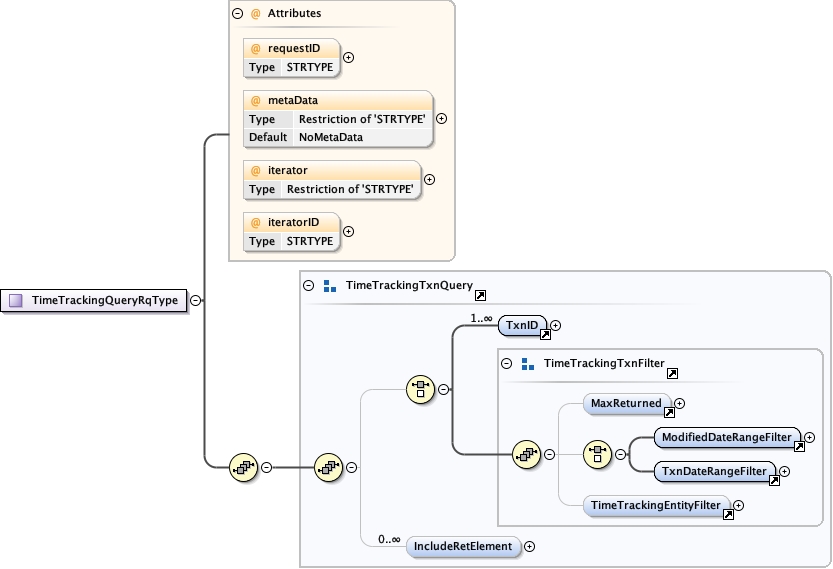 @ Attributes
@ requestID
Type STRTYPE
@ metaData
Type Restriction of 'STRTYPE'
Default NoMetaData
@ iterator
Type Restriction of 'STRTYPE'
@ iteratorID
Type STRTYPE
TimeTrackingQueryRqType
TimeTrackingTxnQuery
1..∞
TxnID
TimeTrackingTxnFilter
MaxReturned
ModifiedDateRangeFilter
TxnDateRangeFilter
TimeTrackingEntityFilter
0..∞
IncludeRetElement